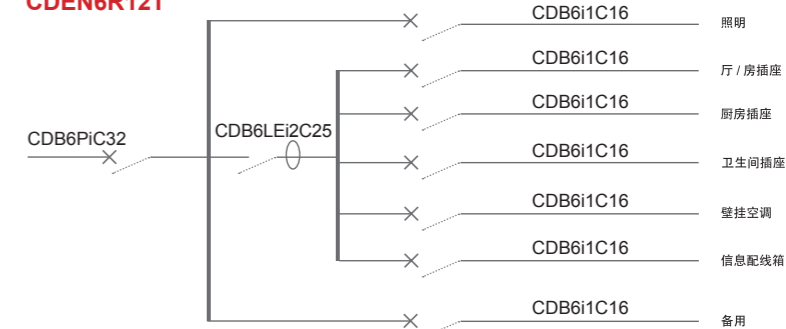 CDEN6R121
CDB6i1C16 照明
CDB6i1C16 厅 / 房插座
CDB6i1C16 厨房插座
CDB6PiC32
CDB6LEi2C25
CDB6i1C16 卫生间插座
CDB6i1C16 壁挂空调
CDB6i1C16 信息配线箱
CDB6i1C16 备用